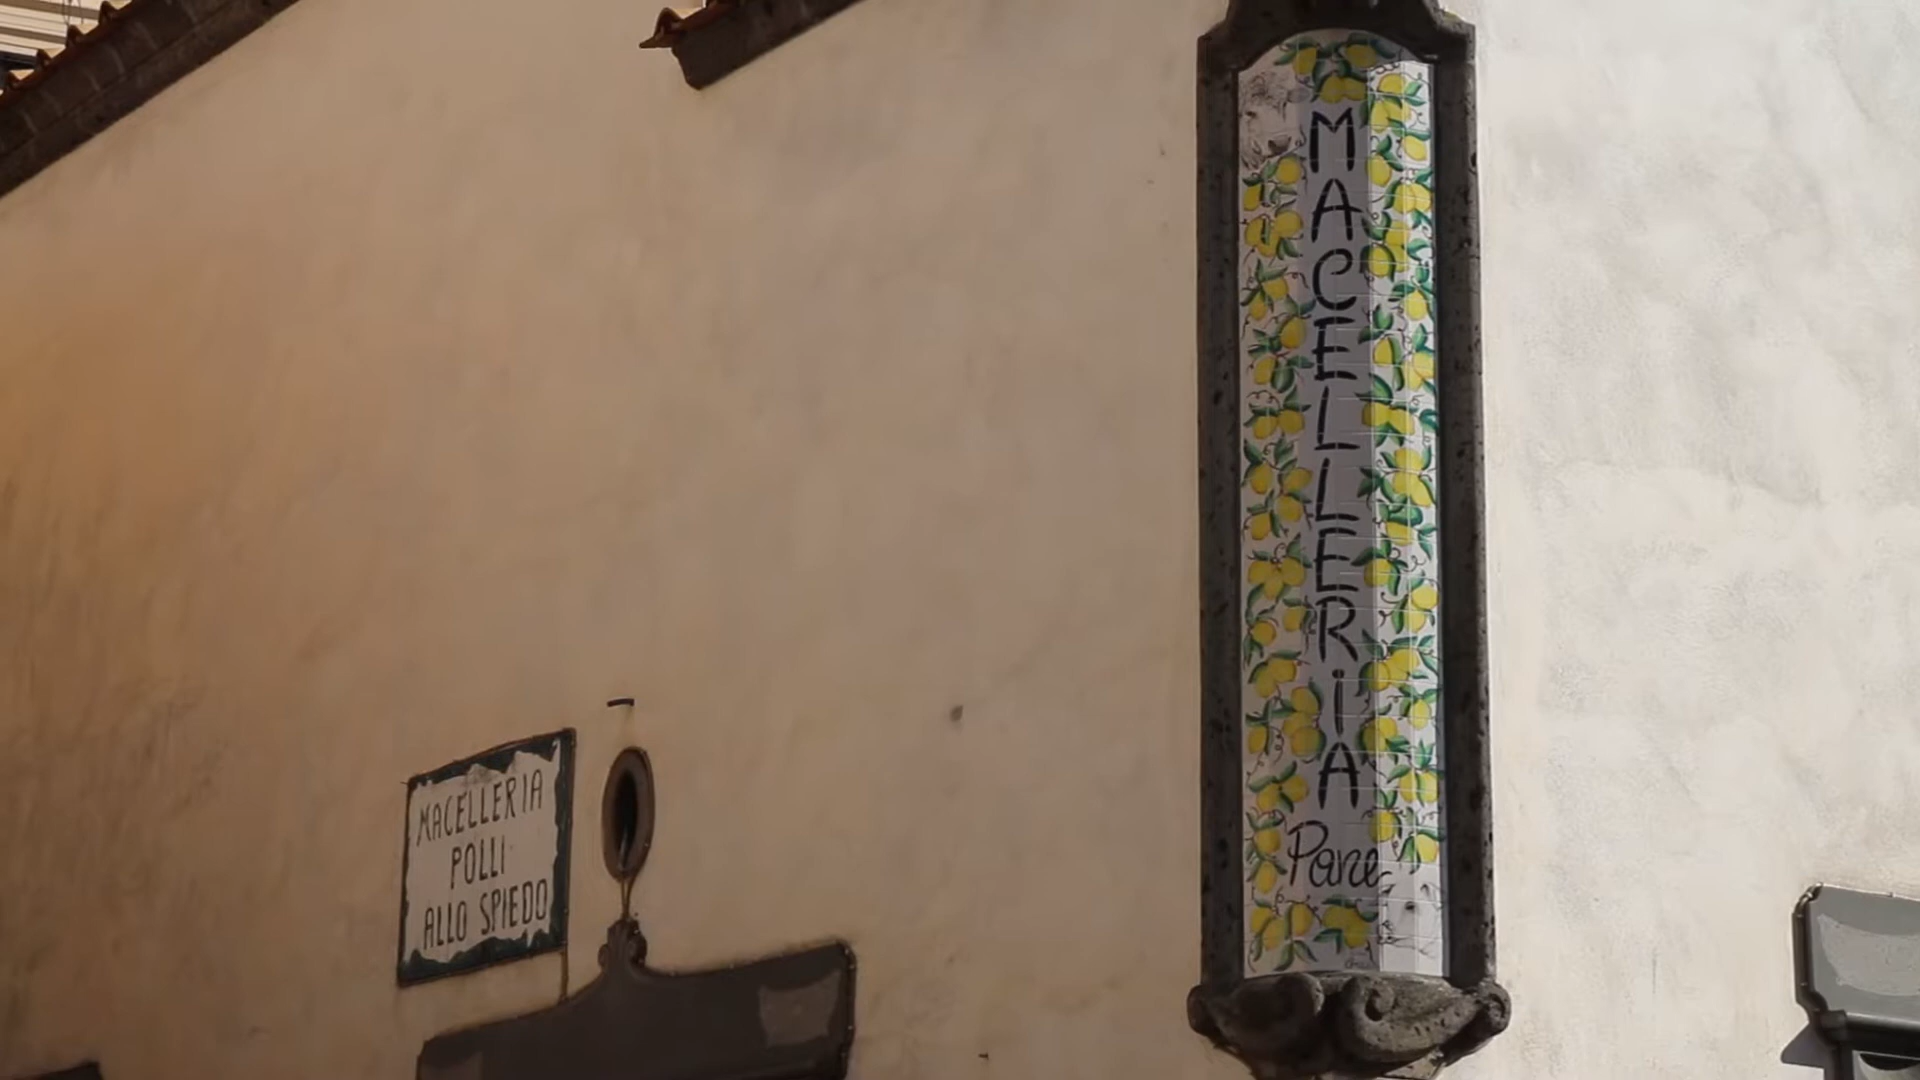 MACELLERIA
POLLI
ALLO SPIEDO
MACELLERiA
Pane